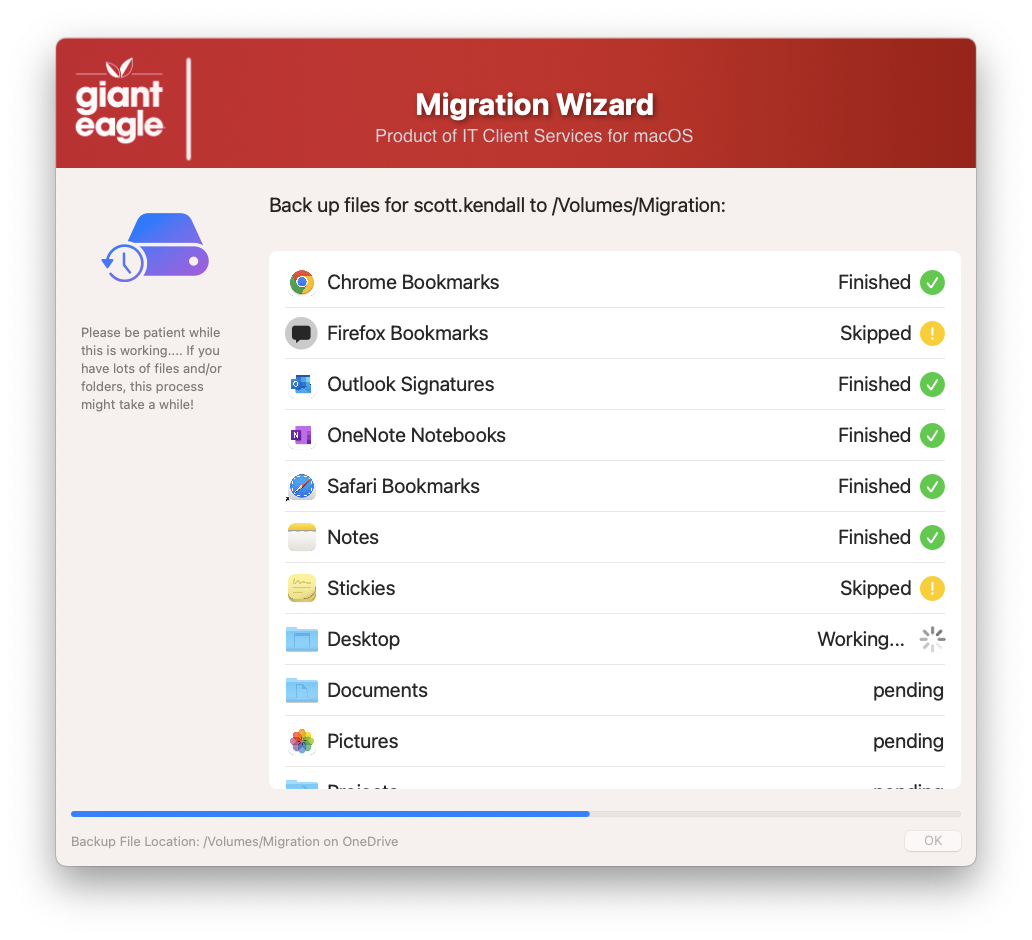 giant
eagle
Migration Wizard
Product of IT Client Services for macOS
Back up files for scott.kendall to /Volumes/Migration:
Please be patient while
this is working.... If you
have lots of files and/or
folders, this process
might take a while!
Chrome Bookmarks Finished
Firefox Bookmarks Skipped
Outlook Signatures Finished
OneNote Notebooks Finished
Safari Bookmarks Finished
Notes Finished
Stickies Skipped
Desktop Working...
Documents pending
Pictures pending
Projects pending
Backup File Location: /Volumes/Migration on OneDrive
OK